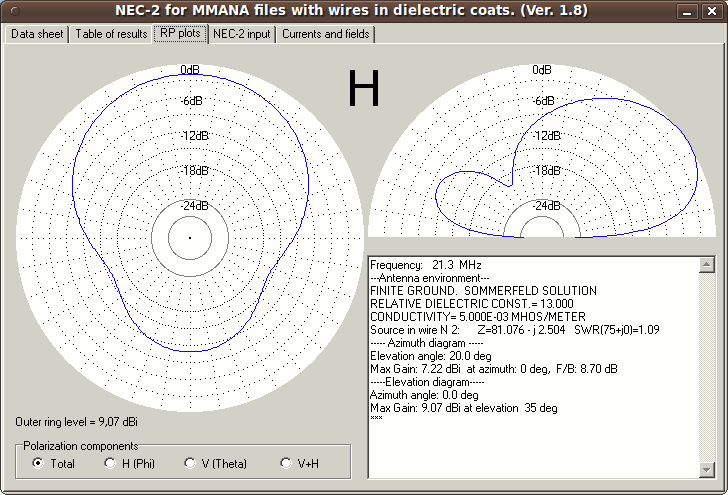 NEC-2 for MMANA files with wires in dielectric coats. (Ver. 1.8)
Data sheet Table of results RP plots NEC-2 input Currents and fields
0dB
-6dB
-12dB
-18dB
-24dB
H
0dB
-6dB
-12dB
-18dB
-24dB
Outer ring level = 9,07 dBi
Polarization components
Total H (Phi) V (Theta) V+H
Frequency: 21.3 MHz
---Antenna environment---
FINITE GROUND. SOMMERFELD SOLUTION
RELATIVE DIELECTRIC CONST.= 13.000
CONDUCTIVITY= 5.000E-03 MHOS/METER
Source in wire N 2: Z=81.076 - j 2.504 SWR(75+j0)=1.09
----- Azimuth diagram -----
Elevation angle: 20.0 deg
Max Gain: 7.22 dBi at azimuth: 0 deg, F/B: 8.70 dB
-----Elevation diagram-----
Azimuth angle: 0.0 deg
Max Gain: 9.07 dBi at elevation 35 deg
***